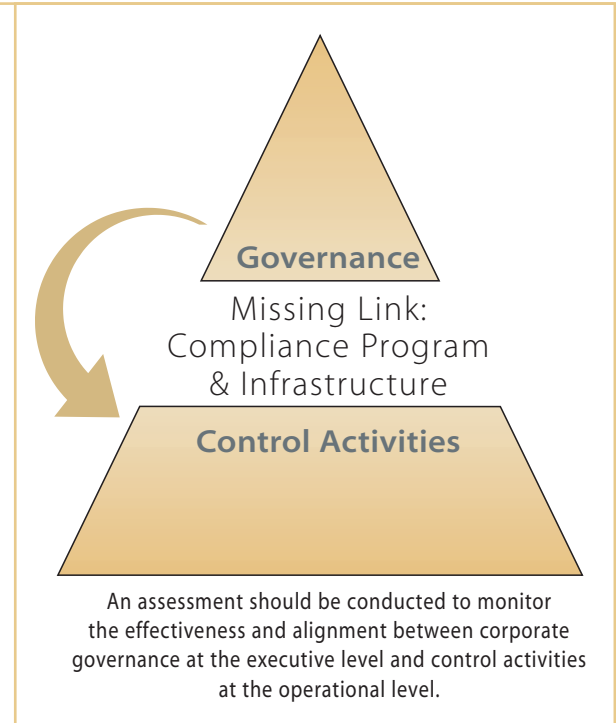 Governance
Missing Link:
Compliance Program
& Infrastructure
Control Activities
An assessment should be conducted to monitor
the effectiveness and alignment between corporate
governance at the executive level and control activities
at the operational level.